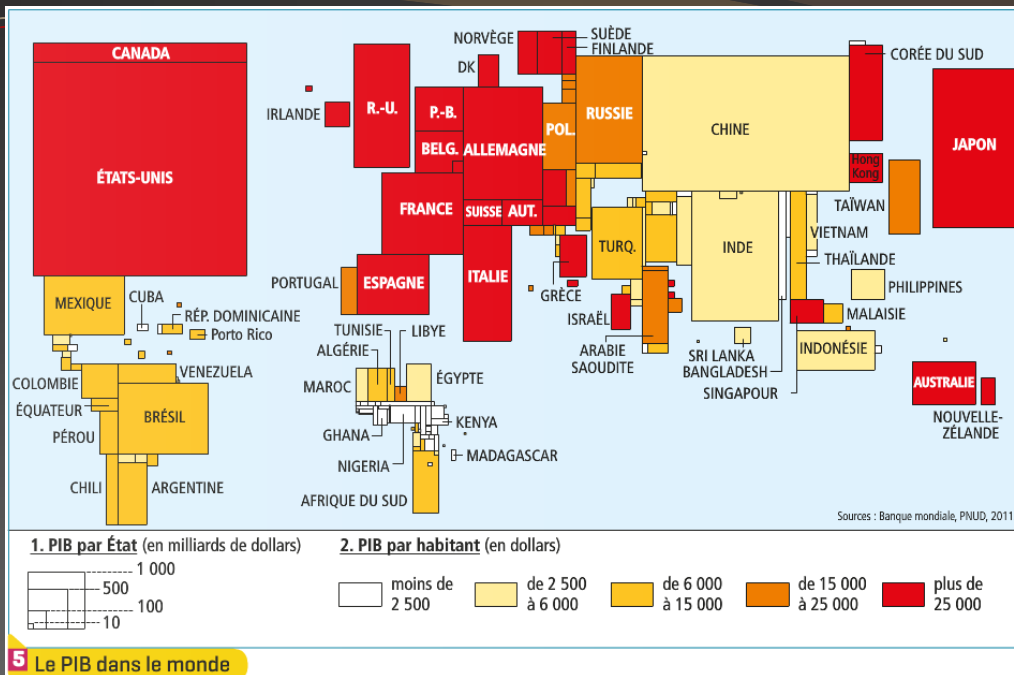 CANADA
ÉTATS-UNIS
MEXIQUE
CUBA
RÉP. DOMINICAINE
Porto Rico
COLOMBIE
VENEZUELA
ÉQUATEUR
BRÉSIL
PÉROU
CHILI
ARGENTINE
NORVÈGE
SUÈDE
FINLANDE
DK
IRLANDE
R.-U.
P.-B.
BELG.
ALLEMAGNE
POL.
RUSSIE
FRANCE
SUISSE
AUT.
PORTUGAL
ESPAGNE
ITALIE
GRÈCE
TURQ.
ISRAËL
ARABIE
SAOUDITE
TUNISIE
LIBYE
ALGÉRIE
MAROC
ÉGYPTE
GHANA
KENYA
NIGERIA
MADAGASCAR
AFRIQUE DU SUD
CHINE
CORÉE DU SUD
JAPON
Hong
Kong
TAÏWAN
INDE
VIETNAM
THAÏLANDE
PHILIPPINES
MALAISIE
SRI LANKA
BANGLADESH
SINGAPOUR
INDONÉSIE
AUSTRALIE
NOUVELLE-
ZÉLANDE
Sources : Banque mondiale, PNUD, 2011
1. PIB par État (en milliards de dollars)
1 000
500
100
10
2. PIB par habitant (en dollars)
moins de
2 500
de 2 500
à 6 000
de 6 000
à 15 000
de 15 000
à 25 000
plus de
25 000
5 Le PIB dans le monde